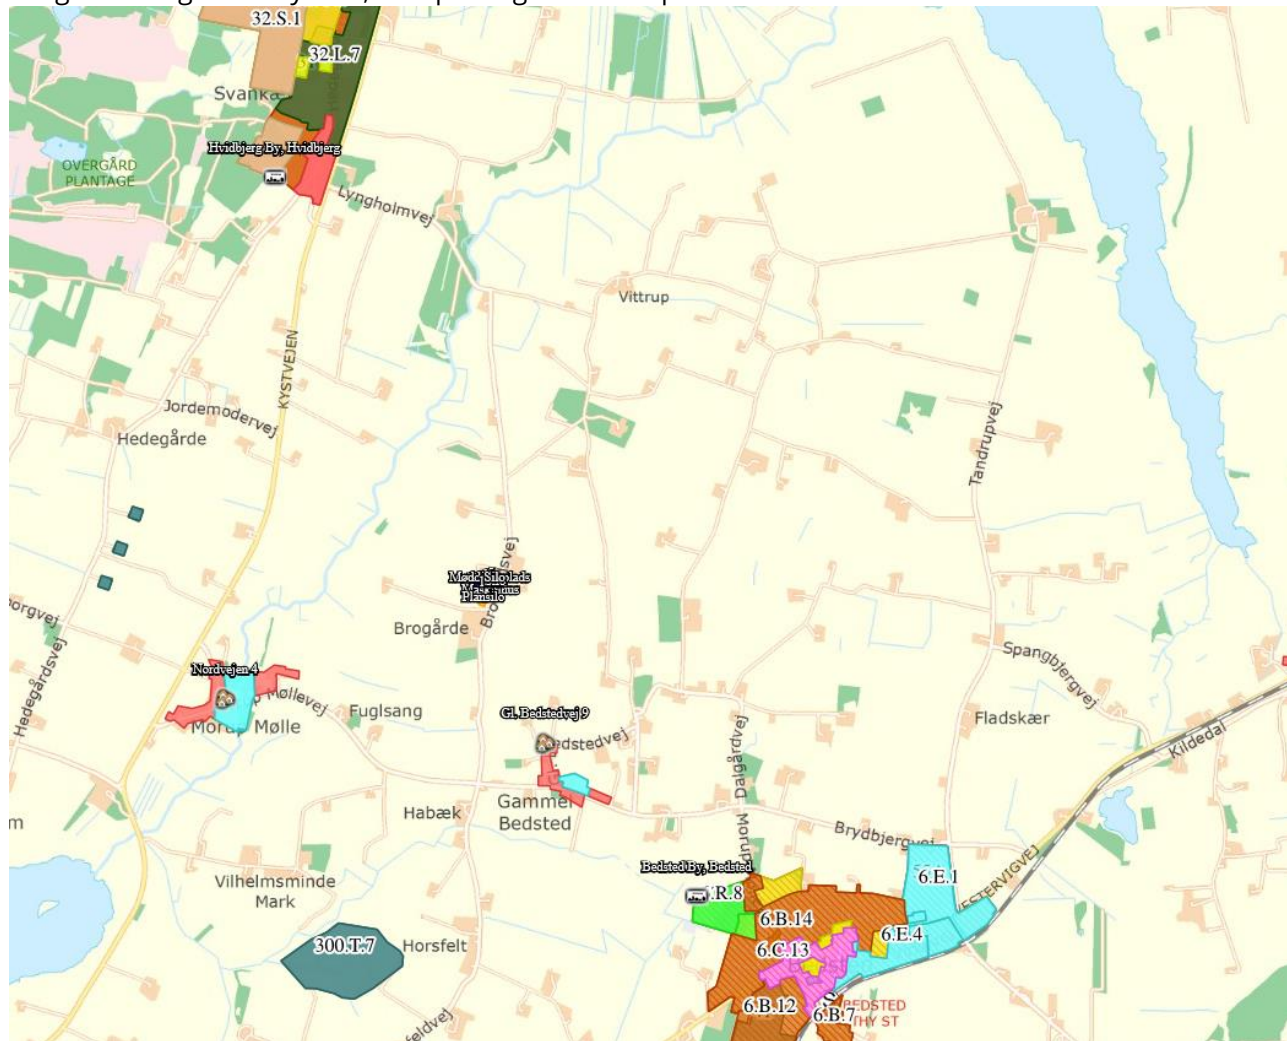 32.S.1
32.L.7
OVERGÅRD
PLANTAGE
Hvidbjerg By, Hvidbjerg
Lyngholmvej
Vittrup
KYSTVEJEN
Jordemodervej
Hedegårde
Tandrupvej
Plansilo
Brogårde
Hedegårdsvej
Spangbjergvej
Nordvejen 4
Møllevej
Fuglsang
Mølle
Gl. Bedstedvej 9
Fladskær
Kildedal
Dalgårdvej
Habæk
Gammel
Bedsted
Brydbjergvej
Bedsted By, Bedsted
Vilhelmsminde
Mark
6.E.1
6.B.14
6.E.4
300.T.7
Horsfelt
6.C.13
6.B.12
6.B.7
BEDSTED
THY ST